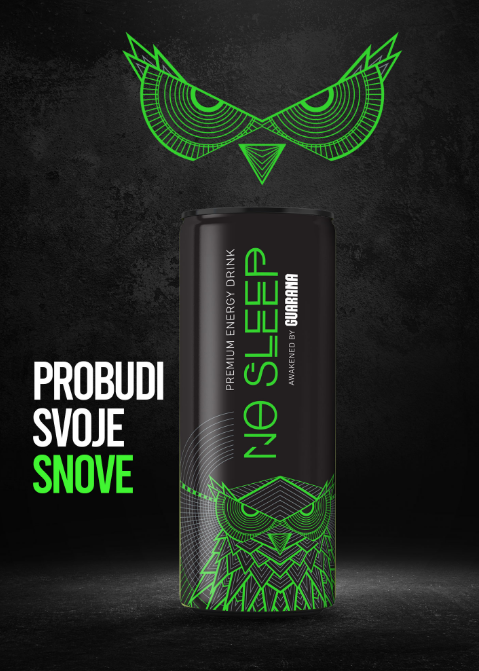 PREMIUM ENERGY DRINK
NO SLEEP
AWAKENED BY GUARANA
PROBUDI
SVOJE
SNOVE